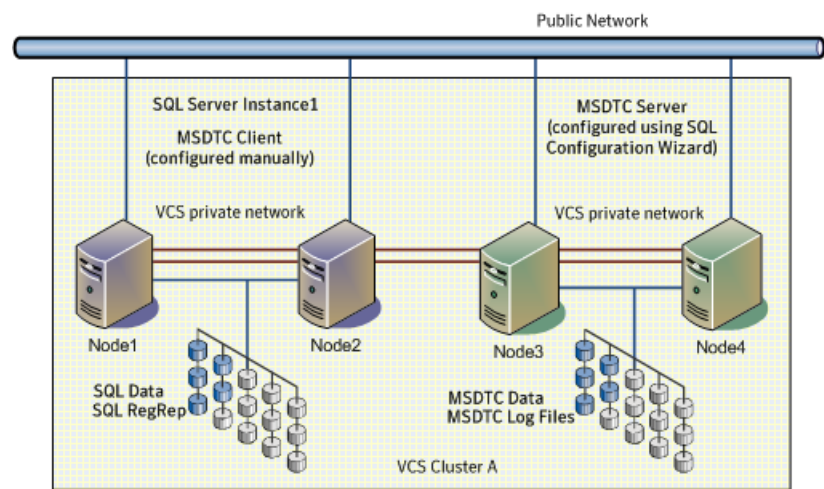 Public Network
SQL Server Instance1
MSDTC Client
(configured manually)
MSDTC Server
(configured using SQL
Configuration Wizard)
VCS private network
VCS private network
Node1
Node2
Node3
Node4
SQL Data
SQL RegRep
MSDTC Data
MSDTC Log Files
VCS Cluster A